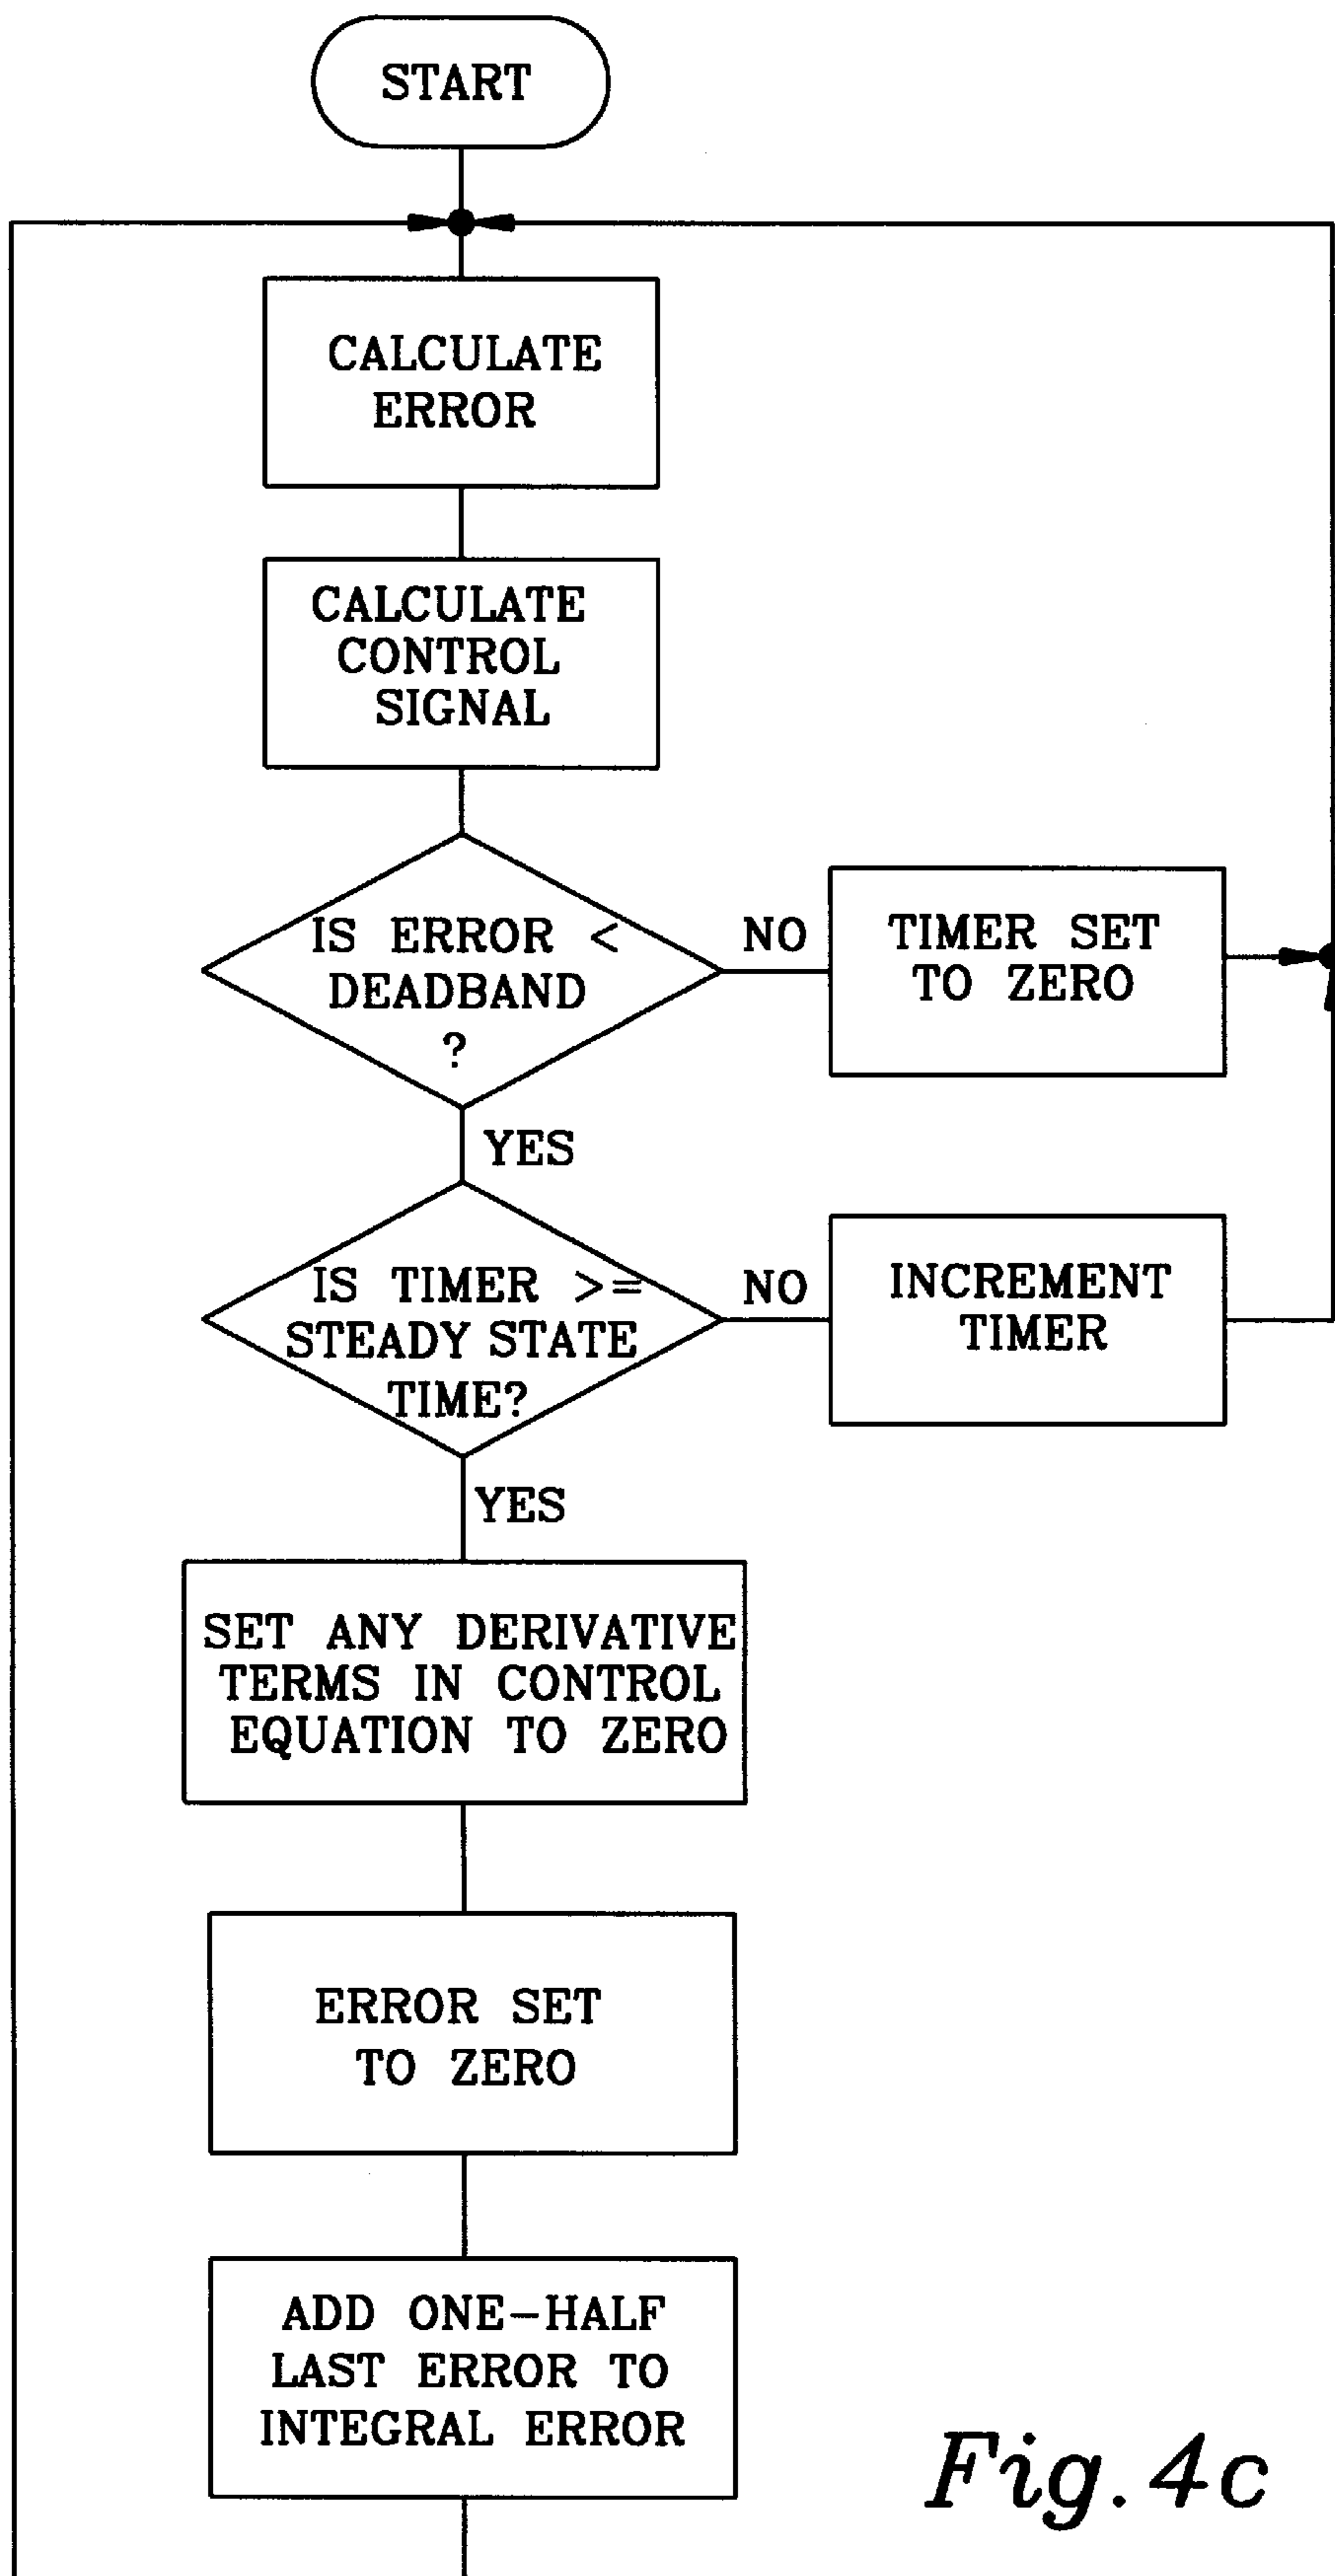 START
CALCULATE
ERROR
CALCULATE
CONTROL
SIGNAL
IS ERROR <
DEADBAND
?
NO
TIMER SET
TO ZERO
YES
IS TIMER >=
STEADY STATE
TIME?
NO
INCREMENT
TIMER
YES
SET ANY DERIVATIVE
TERMS IN CONTROL
EQUATION TO ZERO
ERROR SET
TO ZERO
ADD ONE-HALF
LAST ERROR TO
INTEGRAL ERROR
Fig. 4c